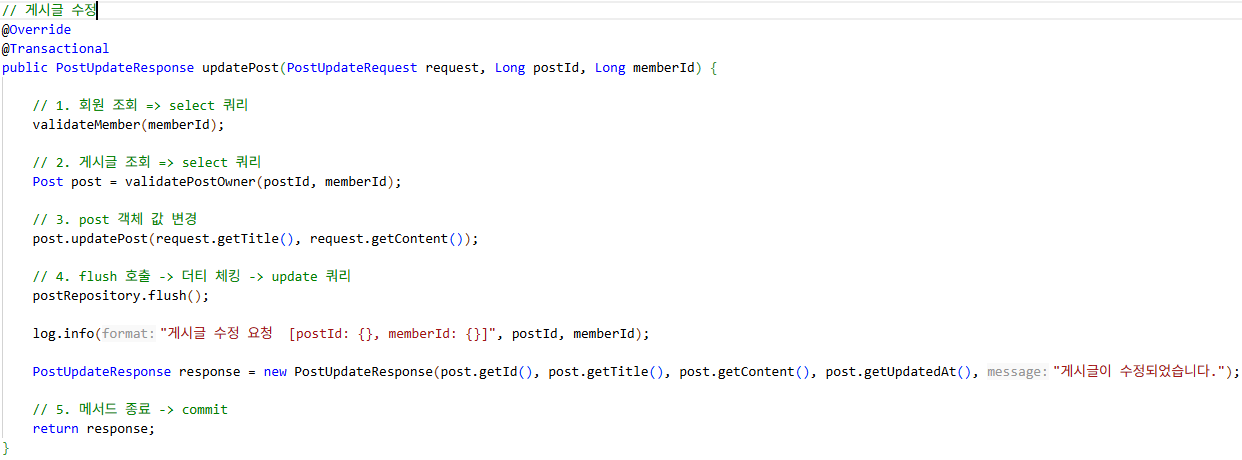 // 게시글 수정
@Override
@Transactional
public PostUpdateResponse updatePost(PostUpdateRequest request, Long postId, Long memberId) {
// 1. 회원 조회 => select 쿼리
validateMember(memberId);
// 2. 게시글 조회 => select 쿼리
Post post = validatePostOwner(postId, memberId);
// 3. post 객체 값 변경
post.updatePost(request.getTitle(), request.getContent());
// 4. flush 호출 -> 더티 체킹 -> update 쿼리
postRepository.flush();
log.info(format: "게시글 수정 요청  [postId: {}, memberId: {}]", postId, memberId);
PostUpdateResponse response = new PostUpdateResponse(post.getId(), post.getTitle(), post.getContent(), post.getUpdatedAt(), message: "게시글이 수정되었습니다.");
// 5. 메서드 종료 -> commit
return response;
}